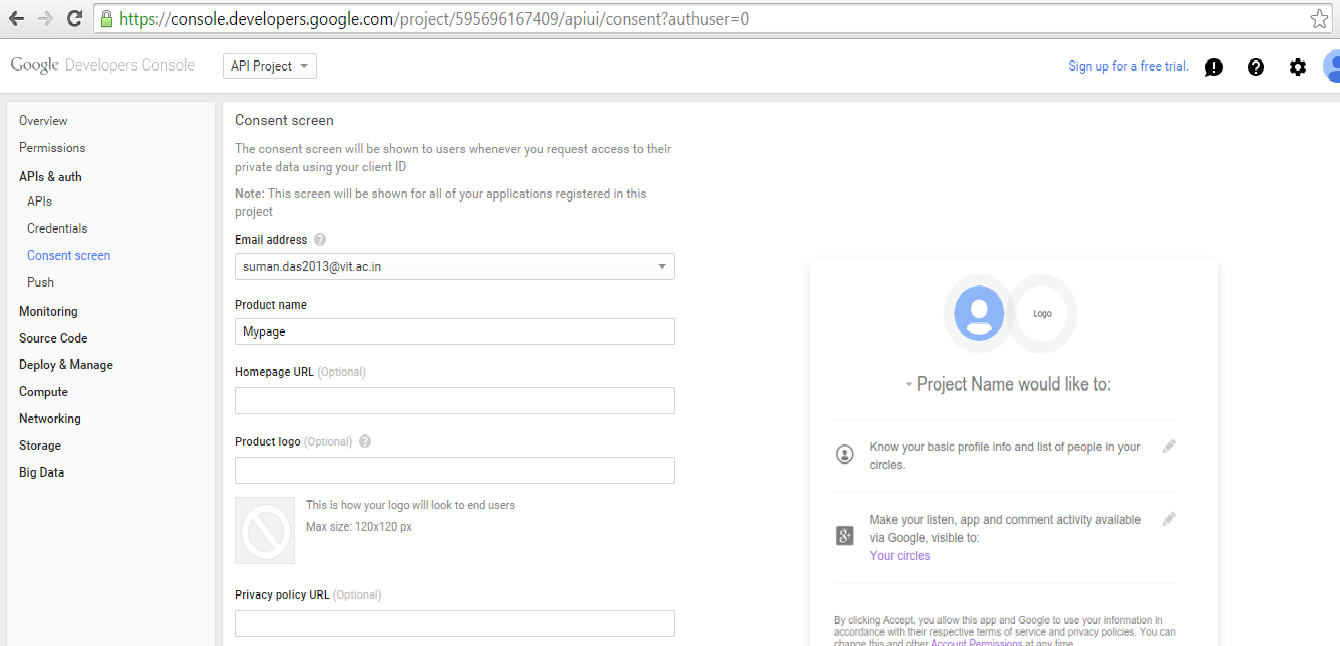 https://console.developers.google.com/project/595696167409/apiui/consent?authuser=0
Google Developers Console
API Project
Sign up for a free trial.
Overview
Permissions
APIs & auth
APIs
Credentials
Consent screen
Push
Monitoring
Source Code
Deploy & Manage
Compute
Networking
Storage
Big Data
Consent screen
The consent screen will be shown to users whenever you request access to their
private data using your client ID
Note: This screen will be shown for all of your applications registered in this
project
Email address ?
suman.das2013@vit.ac.in
Product name
Mypage
Homepage URL (Optional)
Product logo (Optional) ?
This is how your logo will look to end users
Max size: 120x120 px
Privacy policy URL (Optional)
Logo
Project Name would like to:
Know your basic profile info and list of people in your
circles.
g+
Make your listen, app and comment activity available
via Google, visible to:
Your circles
By clicking Accept, you allow this app and Google to use your information in
accordance with their respective terms of service and privacy policies. You can
change this and other Account Permissions at any time.